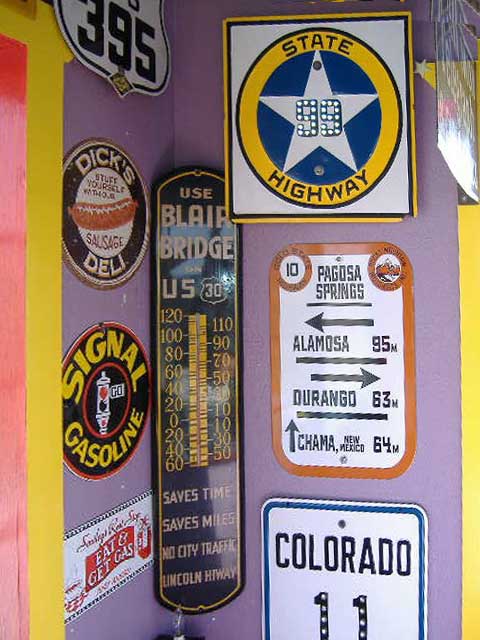 395
STATE
99
HIGHWAY
DICK'S
STUFF
YOURSELF
WITH OUR
SAUSAGE
DELI
USE
BLAIR
BRIDGE
ON
US 30
120 110
100 90
80 70
60 50
40 30
20 10
0 10
20 30
40 50
60
SAVES TIME
SAVES MILES
NO CITY TRAFFIC
LINCOLN HIWAY
10
PAGOSA
SPRINGS
ALAMOSA 95M
DURANGO 63M
CHAMA, NEW MEXICO 64M
SIGNAL
GO
GASOLINE
EAT &
GET GAS
COLORADO
11